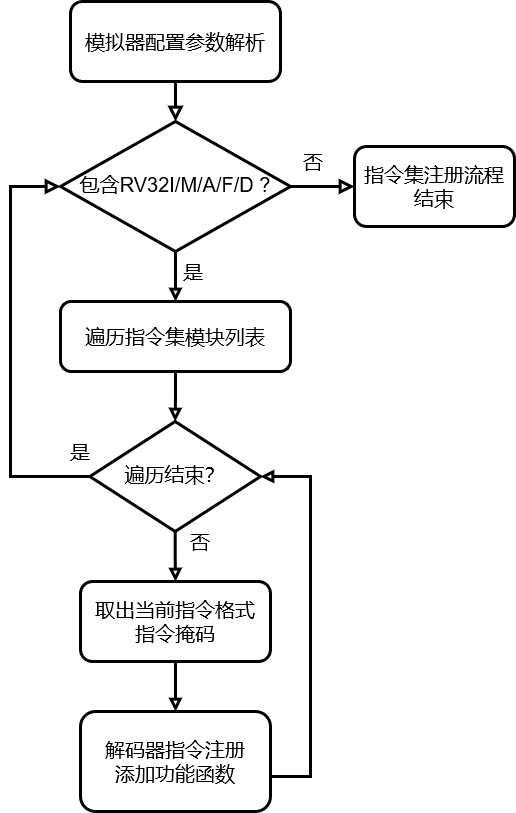 模拟器配置参数解析
包含RV32I/M/A/F/D？
否
指令集注册流程
结束
是
遍历指令集模块列表
是
遍历结束？
否
取出当前指令格式
指令掩码
解码器指令注册
添加功能函数